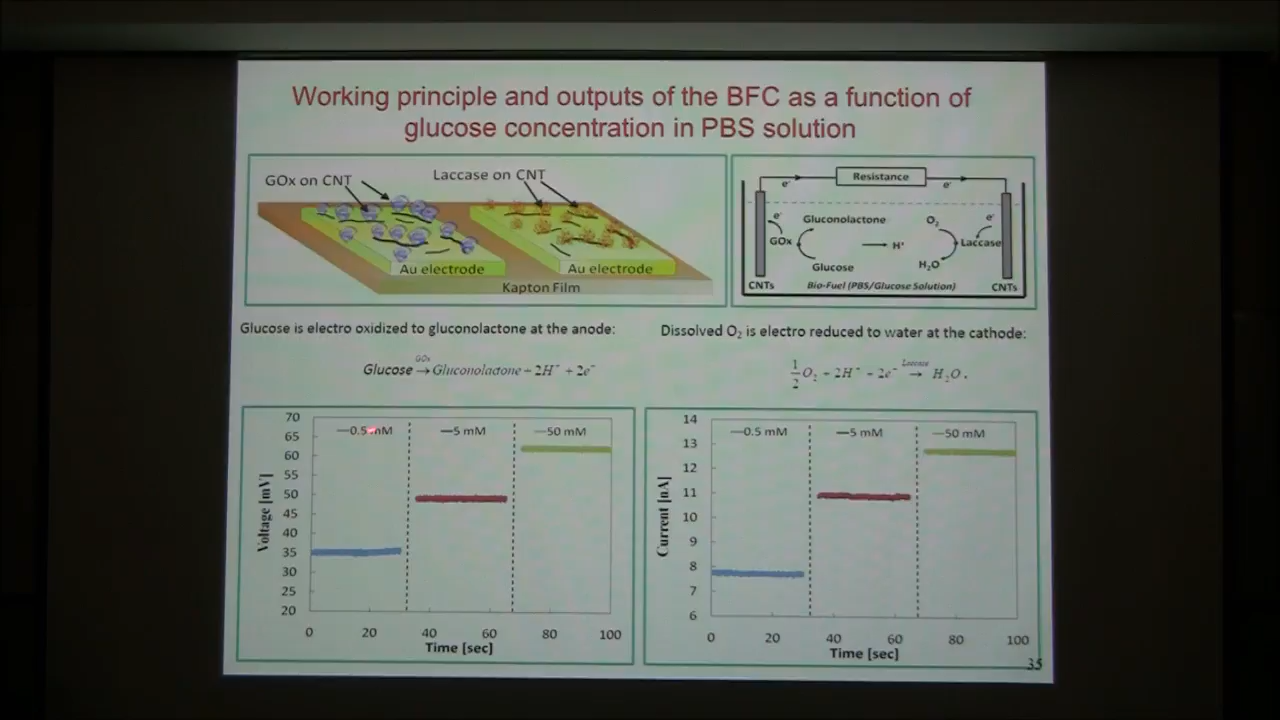 Working principle and outputs of the BFC as a function of
glucose concentration in PBS solution
GOx on CNT
Laccase on CNT
Au electrode
Au electrode
Kapton Film
Resistance
e⁻
e⁻
e⁻
Gluconolactone
O₂
e⁻
GOx
H⁺
Laccase
Glucose
H₂O
CNTs
Bio-Fuel (PBS/Glucose Solution)
CNTs
Glucose is electro oxidized to gluconolactone at the anode:
Dissolved O₂ is electro reduced to water at the cathode:
GOx
Glucose → Gluconolactone + 2H⁺ + 2e⁻
Laccase
1/2 O₂ + 2H⁺ + 2e⁻ → H₂O.
70
65
60
55
50
45
40
35
30
25
20
Voltage [mV]
0.5 mM
5 mM
50 mM
0 20 40 60 80 100
Time [sec]
14
13
12
11
10
9
8
7
6
Current [nA]
0.5 mM
5 mM
50 mM
0 20 40 60 80 100
Time [sec]
35